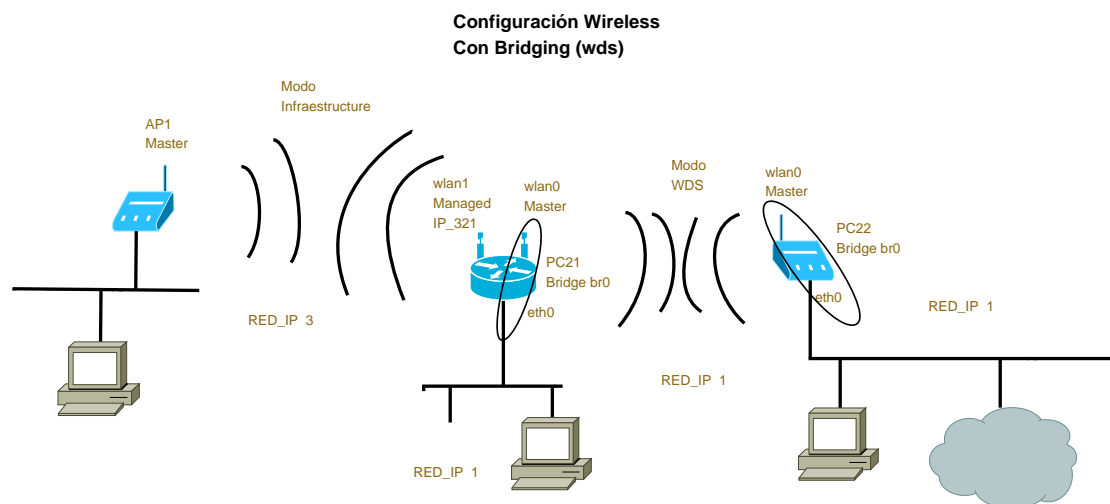 Configuración Wireless
Con Bridging (wds)
Modo
Infraestructure
AP1
Master
wlan1
Managed
IP_321
wlan0
Master
Modo
WDS
wlan0
Master
PC21
Bridge br0
PC22
Bridge br0
eth0
eth0
RED_IP 3
RED_IP 1
RED_IP 1
RED_IP 1